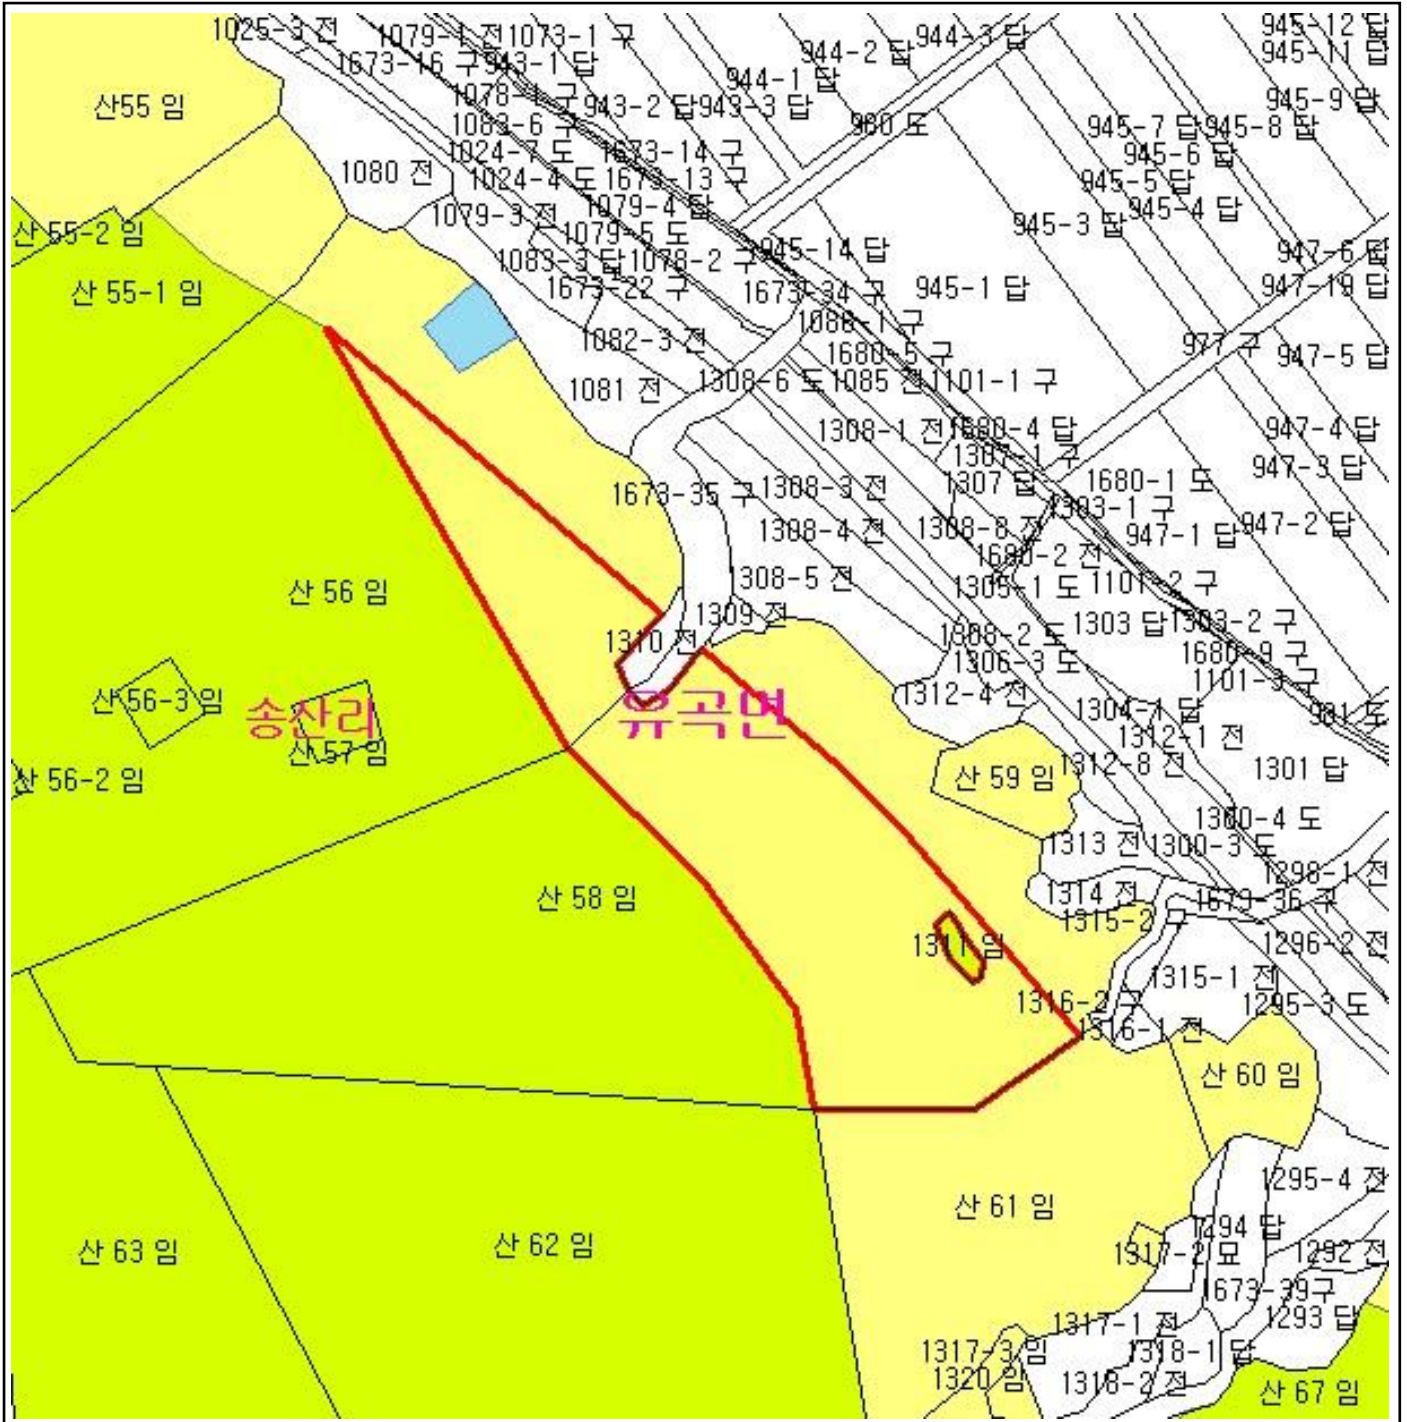 1025-3 전
1079-1 전
1073-1 구
944-2 답
944-3 답
945-12 답
945-11 답
1673-16 구
943-1 답
944-1 답
산55 임
1078-1 구
943-2 답
943-3 답
945-9 답
1083-6 구
980 도
945-7 답
945-8 답
1024-7 도
1673-14 구
945-6 답
1080 전
1024-4 도
1673-13 구
945-5 답
1079-3 전
1079-4 답
945-3 답
945-4 답
산 55-2 임
1079-5 도
945-14 답
947-6 답
1083-3 답
1078-2 구
산 55-1 임
1673-22 구
1673-34 구
945-1 답
947-19 답
1082-3 전
1088-1 구
977 구
1680-5 구
947-5 답
1081 전
1308-6 도
1085 전
1101-1 구
1308-1 전
1680-4 답
947-4 답
1307-1 구
947-3 답
1673-35 구
1308-3 전
1307 답
1680-1 도
1303-1 구
1308-4 전
1308-8 전
947-1 답
947-2 답
1680-2 전
산 56 임
1308-5 전
1305-1 도
1101-2 구
1309 전
1310 전
1308-2 도
1303 답
1303-2 구
1306-3 도
1680-9 구
1101-3 구
산 56-3 임
송산리
유곡면
1312-4 전
1304-1 답
981 도
1312-1 전
산 57 임
1312-8 전
1301 답
산 56-2 임
산 59 임
1300-4 도
1313 전
1300-3 도
1298-1 전
산 58 임
1314 전
1679-36 구
1315-2 구
1311 임
1296-2 전
1315-1 전
1316-2 구
1295-3 도
1316-1 전
산 60 임
1295-4 전
산 61 임
1294 답
산 63 임
산 62 임
1317-2 묘
1292 전
1673-39구
1317-1 전
1293 답
1317-3 임
1318-1 답
1320 임
1318-2 전
산 67 임